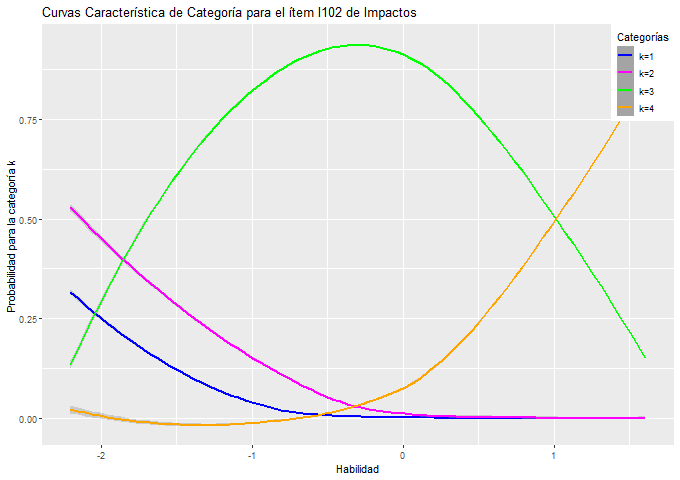 Curvas Característica de Categoría para el ítem I102 de Impactos
Categorías
k=1
k=2
k=3
k=4
Probabilidad para la categoría k
0.75
0.50
0.25
0.00
-2
-1
0
1
Habilidad